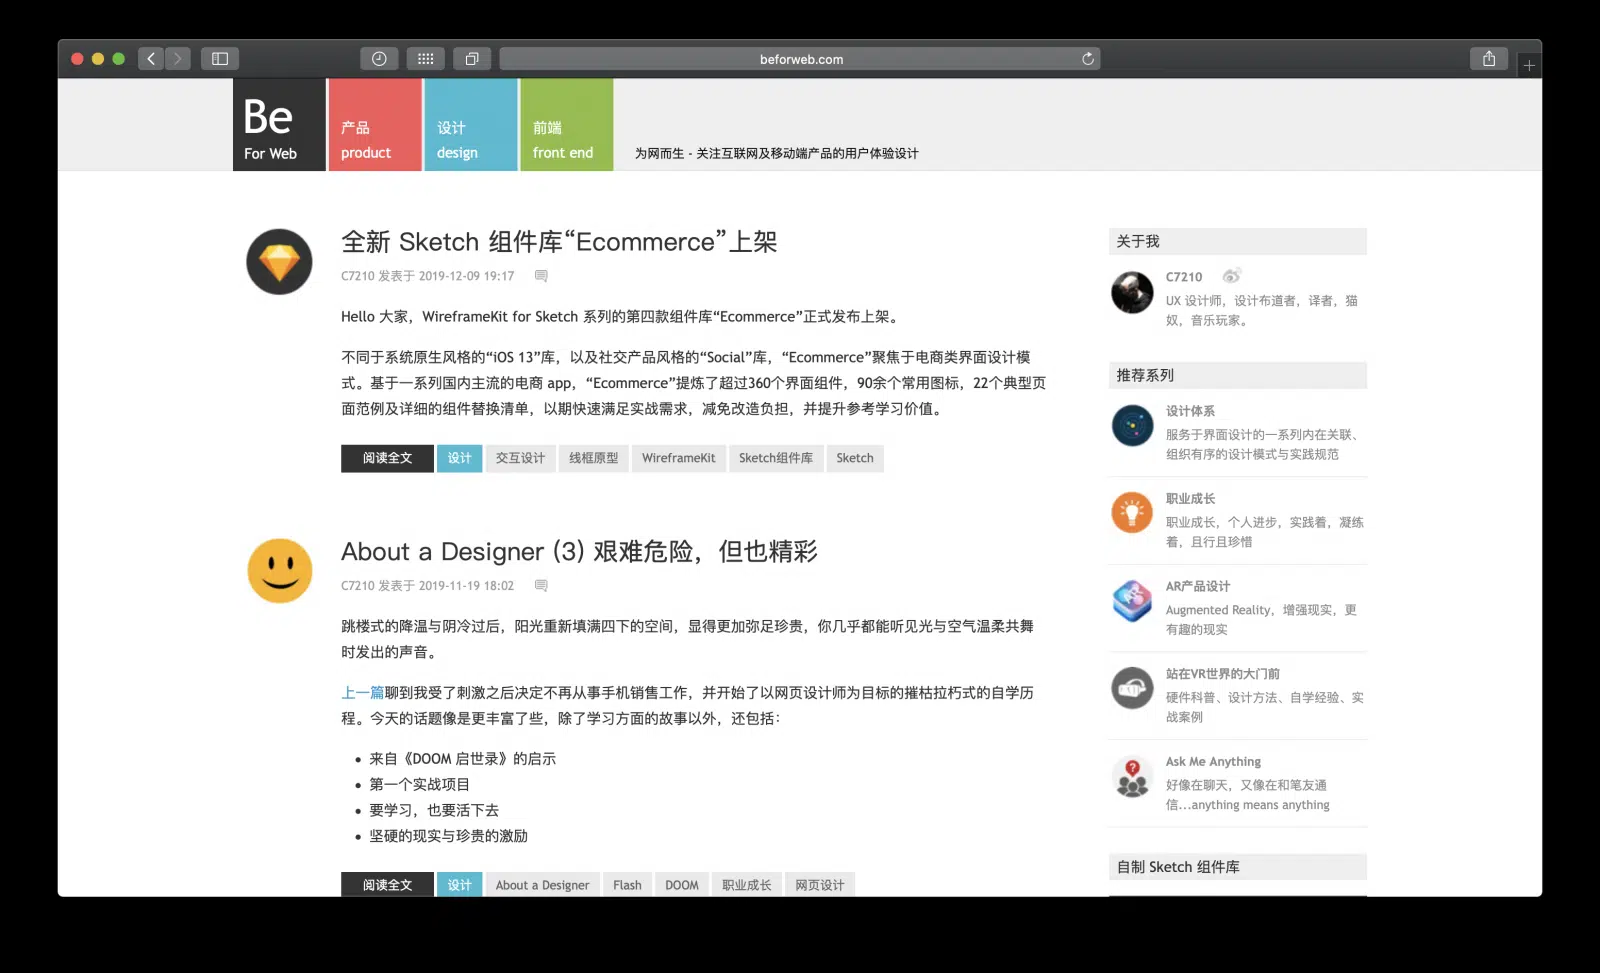 beforweb.com
Be
For Web
产品
product
设计
design
前端
front end
为网而生 - 关注互联网及移动端产品的用户体验设计
全新 Sketch 组件库“Ecommerce”上架
C7210 发表于 2019-12-09 19:17
Hello 大家，WireframeKit for Sketch 系列的第四款组件库“Ecommerce”正式发布上架。
不同于系统原生风格的“iOS 13”库，以及社交产品风格的“Social”库，“Ecommerce”聚焦于电商类界面设计模
式。基于一系列国内主流的电商 app，“Ecommerce”提炼了超过360个界面组件，90余个常用图标，22个典型页
面范例及详细的组件替换清单，以期快速满足实战需求，减免改造负担，并提升参考学习价值。
阅读全文 设计 交互设计 线框原型 WireframeKit Sketch组件库 Sketch
About a Designer (3) 艰难危险，但也精彩
C7210 发表于 2019-11-19 18:02
跳楼式的降温与阴冷过后，阳光重新填满四下的空间，显得更加弥足珍贵，你几乎都能听见光与空气温柔共舞
时发出的声音。
上一篇聊到我受了刺激之后决定不再从事手机销售工作，并开始了以网页设计师为目标的摧枯拉朽式的自学历
程。今天的话题像是更丰富了些，除了学习方面的故事以外，还包括：
来自《DOOM 启世录》的启示
第一个实战项目
要学习，也要活下去
坚硬的现实与珍贵的激励
阅读全文 设计 About a Designer Flash DOOM 职业成长 网页设计
关于我
C7210
UX 设计师，设计布道者，译者，猫
奴，音乐玩家。
推荐系列
设计体系
服务于界面设计的一系列内在关联、
组织有序的设计模式与实践规范
职业成长
职业成长，个人进步，实践着，凝练
着，且行且珍惜
AR产品设计
Augmented Reality，增强现实，更
有趣的现实
站在VR世界的大门前
硬件科普、设计方法、自学经验、实
战案例
Ask Me Anything
好像在聊天，又像在和笔友通
信...anything means anything
自制 Sketch 组件库